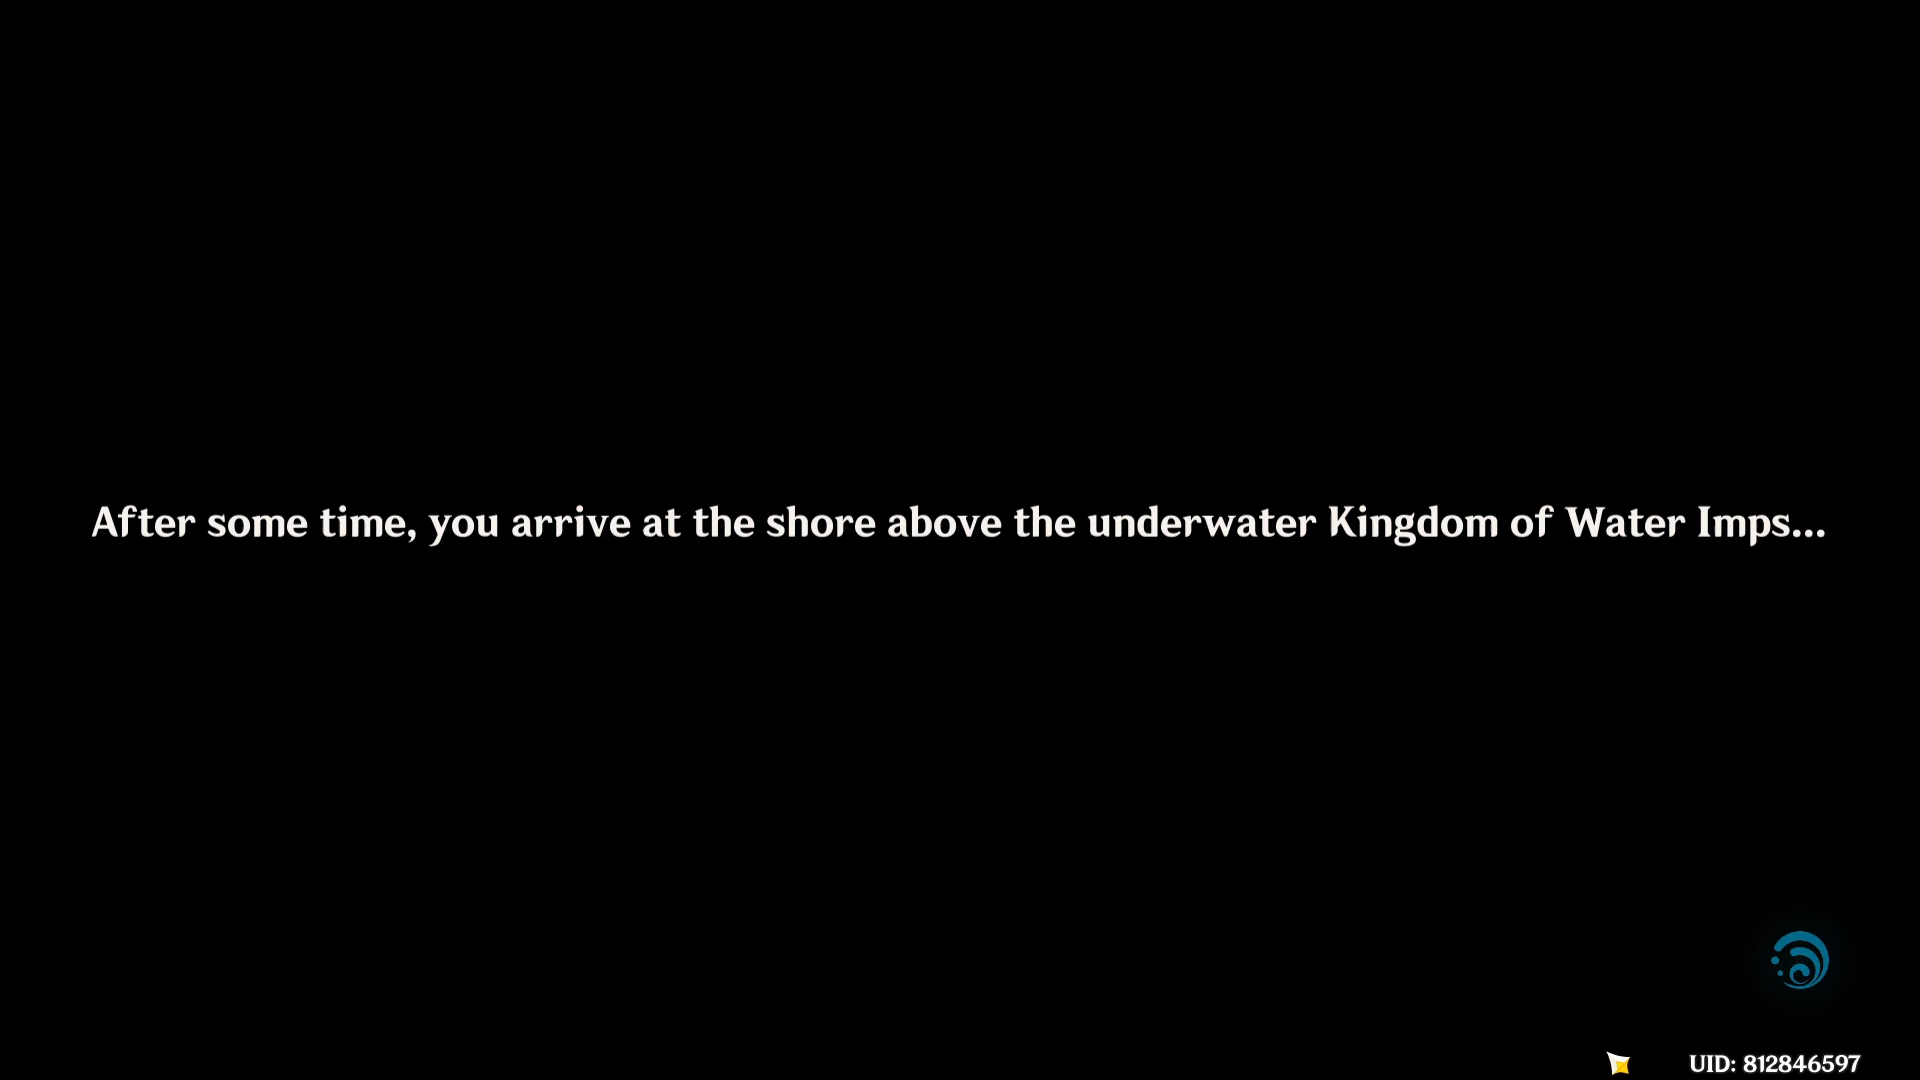 After some time, you arrive at the shore above the underwater Kingdom of Water Imps...
UID: 812846597